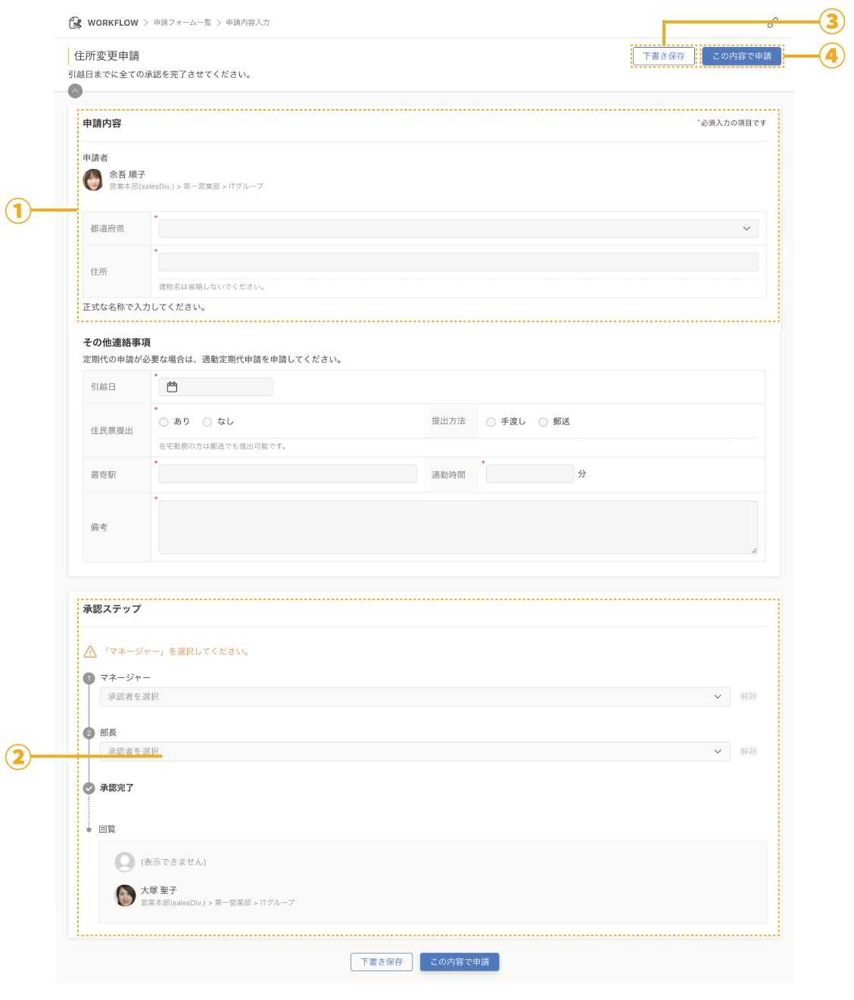 WORKFLOW > 申請フォーム一覧 > 申請内容入力
③
住所変更申請
下書き保存
この内容で申請
④
引越日までに全ての承認を完了させてください。
申請内容
*必須入力の項目です
申請者
余吾 順子
営業本部(salesDiv.) > 第一営業部 > ITグループ
①
都道府県
*
住所
*
建物名は省略しないでください。
正式な名称で入力してください。
その他連絡事項
定期代の申請が必要な場合は、通勤定期代申請を申請してください。
引越日
*
住民票提出
*
あり
なし
提出方法
手渡し
郵送
在宅勤務の方は郵送でも提出可能です。
最寄駅
*
通勤時間
*
分
備考
*
承認ステップ
「マネージャー」を選択してください。
1 マネージャー
承認者を選択
解除
2 部長
②
承認者を選択
解除
承認完了
回覧
(表示できません)
大塚 聖子
営業本部(salesDiv.) > 第一営業部 > ITグループ
下書き保存
この内容で申請